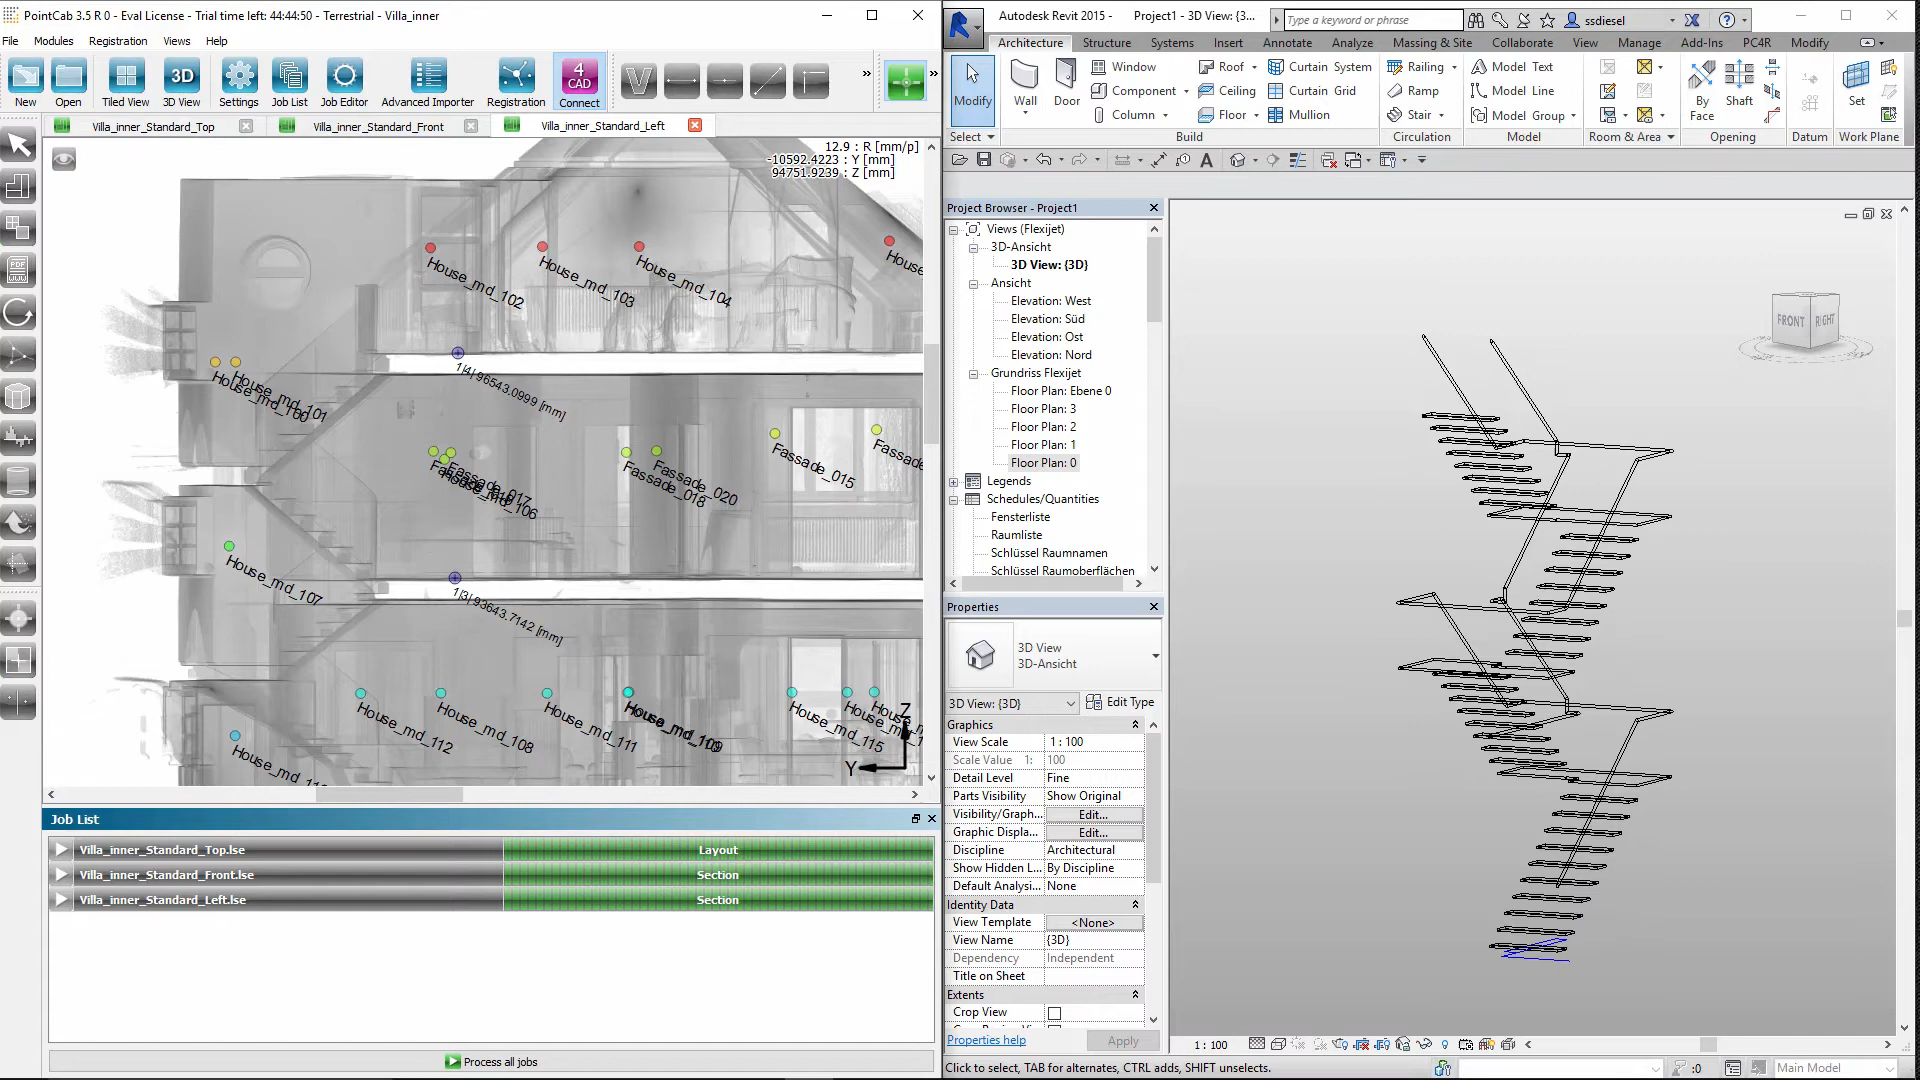 PointCab 3.5 R 0 - Eval License - Trial time left: 44:44:50 - Terrestrial - Villa_inner
File Modules Registration Views Help
New Open Tiled View 3D View Settings Job List Job Editor Advanced Importer Registration Connect
3D
4
CAD
Villa_inner_Standard_Top Villa_inner_Standard_Front Villa_inner_Standard_Left
PDF
12.9 : R [mm/p]
-10592.4223 : Y [mm]
94751.9239 : Z [mm]
House_md_102
House_md_103
House_md_104
House_md_100
House_md_101
1|4| 96543.0999 [mm]
Fassade_017
House_md_106
Fassade_018
Fassade_020
Fassade_015
House_md_107
1|3| 93643.7142 [mm]
House_md_112
House_md_108
House_md_111
House_md_115
Z
Y
Job List
Villa_inner_Standard_Top.lse Layout
Villa_inner_Standard_Front.lse Section
Villa_inner_Standard_Left.lse Section
Process all jobs
Autodesk Revit 2015 - Project1 - 3D View: {3...
Type a keyword or phrase
ssdiesel
Architecture Structure Systems Insert Annotate Analyze Massing & Site Collaborate View Manage Add-Ins PC4R Modify
Modify
Wall
Door
Window
Component
Column
Roof
Ceiling
Floor
Curtain System
Curtain Grid
Mullion
Railing
Ramp
Stair
Model Text
Model Line
Model Group
By Face
Shaft
Set
Select Build Circulation Model Room & Area Opening Datum Work Plane
Project Browser - Project1
Views (Flexijet)
3D-Ansicht
3D View: {3D}
Ansicht
Elevation: West
Elevation: Süd
Elevation: Ost
Elevation: Nord
Grundriss Flexijet
Floor Plan: Ebene 0
Floor Plan: 3
Floor Plan: 2
Floor Plan: 1
Floor Plan: 0
Legends
Schedules/Quantities
Fensterliste
Raumliste
Schlüssel Raumnamen
Schlüssel Raumoberflächen
Properties
3D View
3D-Ansicht
3D View: {3D} Edit Type
Graphics
View Scale 1 : 100
Scale Value 1: 100
Detail Level Fine
Parts Visibility Show Original
Visibility/Graph... Edit...
Graphic Displa... Edit...
Discipline Architectural
Show Hidden L... By Discipline
Default Analysi... None
Identity Data
View Template <None>
View Name {3D}
Dependency Independent
Title on Sheet
Extents
Crop View
Properties help Apply
FRONT RIGHT
1 : 100
Click to select, TAB for alternates, CTRL adds, SHIFT unselects.
:0
Main Model